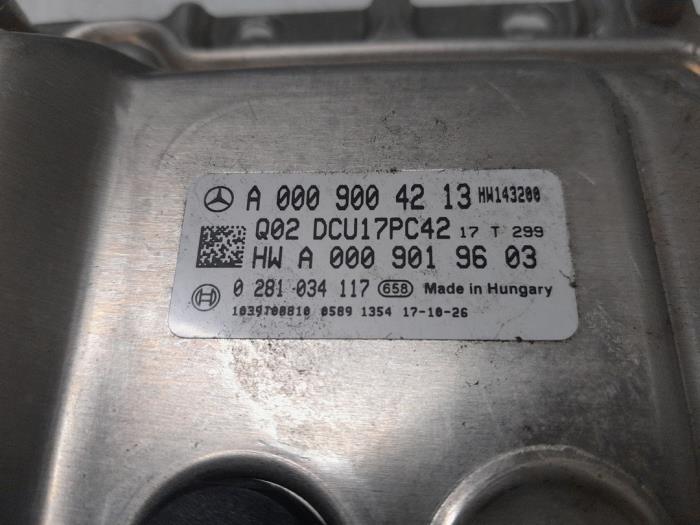 A 000 900 42 13 HW143200
Q02 DCU17PC42 17 T 299
HW A 000 901 96 03
0 281 034 117 658 Made in Hungary
1039T08810 0589 1354 17-10-26